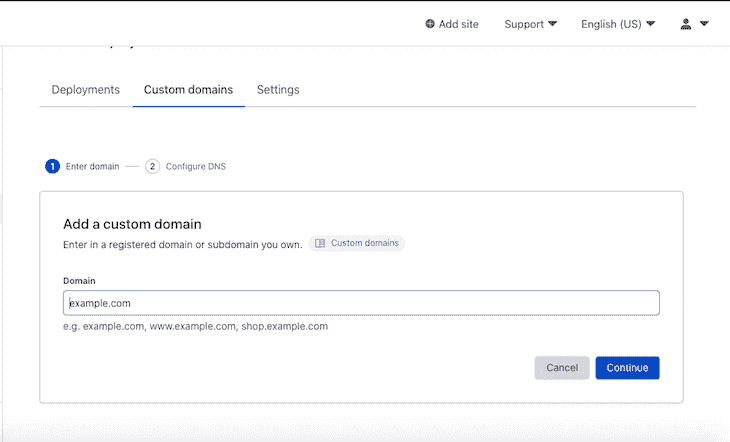 Add site Support English (US)
Deployments Custom domains Settings
1 Enter domain 2 Configure DNS
Add a custom domain
Enter in a registered domain or subdomain you own. Custom domains
Domain
example.com
e.g. example.com, www.example.com, shop.example.com
Cancel Continue